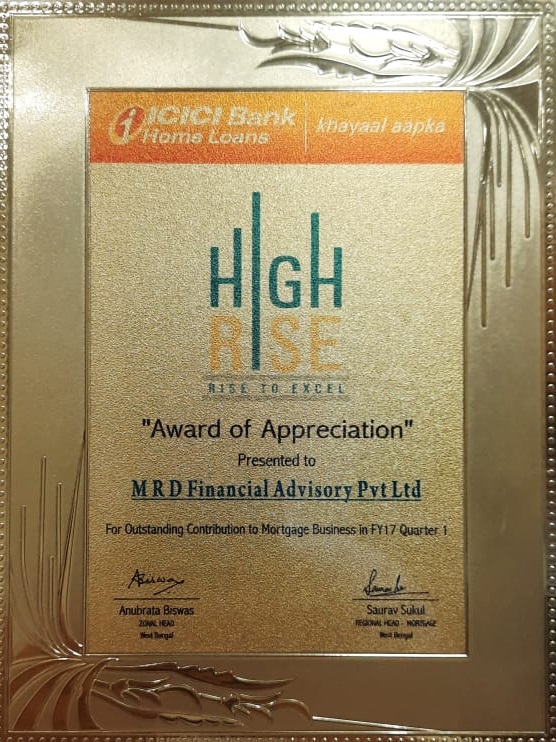 ICICI Bank
Home Loans
khayaal aapka
HIGH
RISE
RISE TO EXCEL
"Award of Appreciation"
Presented to
M R D Financial Advisory Pvt Ltd
For Outstanding Contribution to Mortgage Business in FY17 Quarter 1
Anubrata Biswas
ZONAL HEAD
West Bengal
Saurav Sukul
REGIONAL HEAD - MORTGAGE
West Bengal